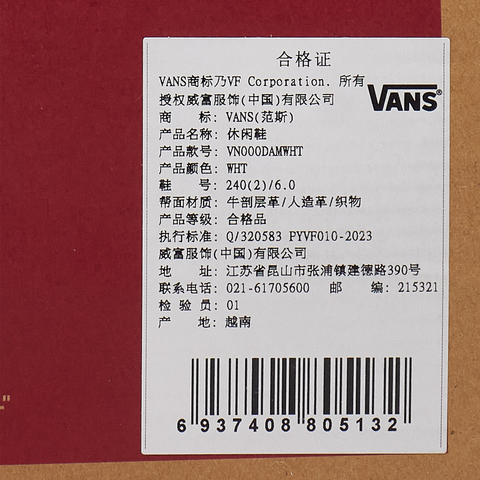 合格证
VANS商标乃VF Corporation. 所有
授权威富服饰(中国)有限公司
VANS®
商 标: VANS(范斯)
产品名称: 休闲鞋
产品款号: VN000DAMWHT
产品颜色: WHT
鞋 号: 240(2)/6.0
帮面材质: 牛剖层革/人造革/织物
产品等级: 合格品
执行标准: Q/320583 PYVF010-2023
威富服饰(中国)有限公司
地 址: 江苏省昆山市张浦镇建德路390号
联系电话: 021-61705600 邮 编: 215321
检 验 员: 01
产 地: 越南
6 937408 805132